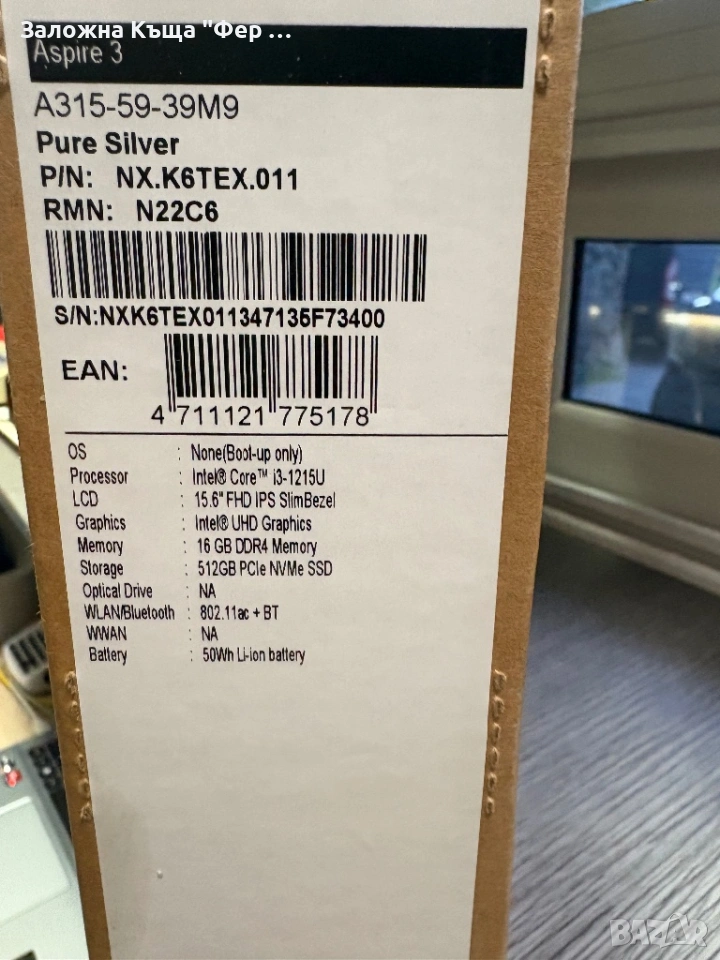 Заложна Къща "Фер ...
Aspire 3
A315-59-39M9
Pure Silver
P/N: NX.K6TEX.011
RMN: N22C6
S/N:NXK6TEX011347135F73400
EAN:
4 711121 775178
OS : None(Boot-up only)
Processor : Intel® Core™ i3-1215U
LCD : 15.6" FHD IPS SlimBezel
Graphics : Intel® UHD Graphics
Memory : 16 GB DDR4 Memory
Storage : 512GB PCIe NVMe SSD
Optical Drive : NA
WLAN/Bluetooth : 802.11ac + BT
WWAN : NA
Battery : 50Wh Li-ion battery
BAZAR